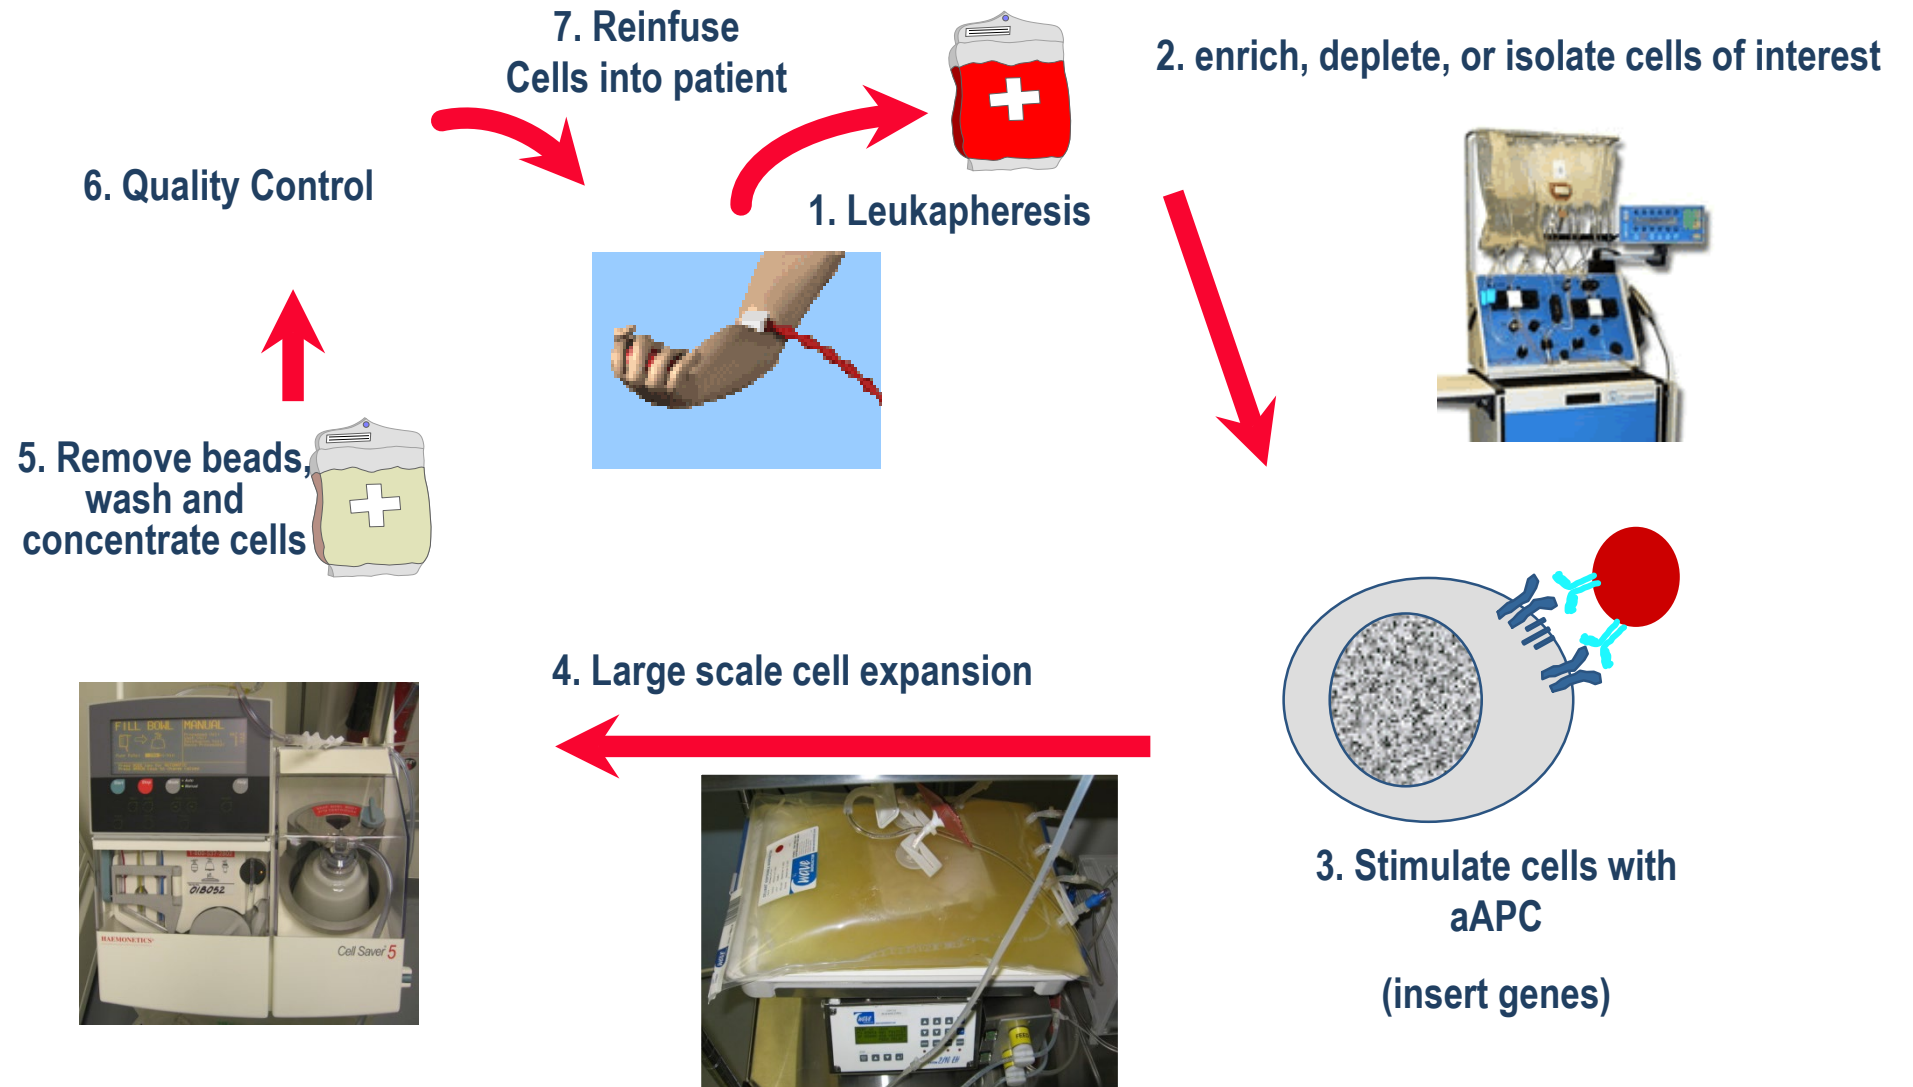 7. Reinfuse
Cells into patient
2. enrich, deplete, or isolate cells of interest
6. Quality Control
1. Leukapheresis
5. Remove beads,
wash and
concentrate cells
4. Large scale cell expansion
FILL BOWL MANUAL
018052
HAEMONETICS
Cell Saver 5
wave
wave
3. Stimulate cells with
aAPC
(insert genes)